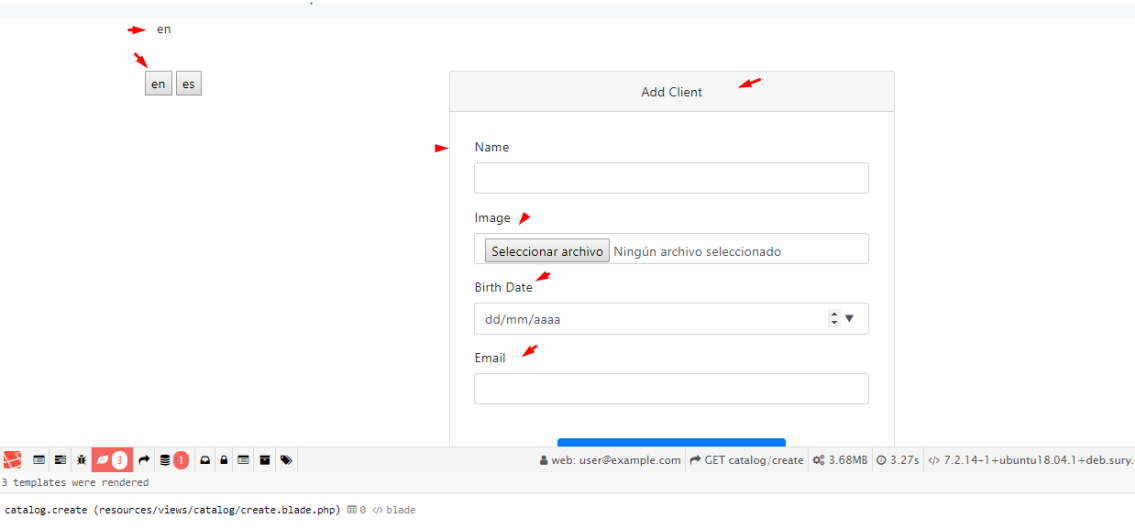 en
en es
Add Client
Name
Image
Seleccionar archivo Ningún archivo seleccionado
Birth Date
dd/mm/aaaa
Email
3 1 web: user@example.com GET catalog/create 3.68MB 3.27s 7.2.14-1+ubuntu18.04.1+deb.sury.
3 templates were rendered
catalog.create (resources/views/catalog/create.blade.php) 0 blade